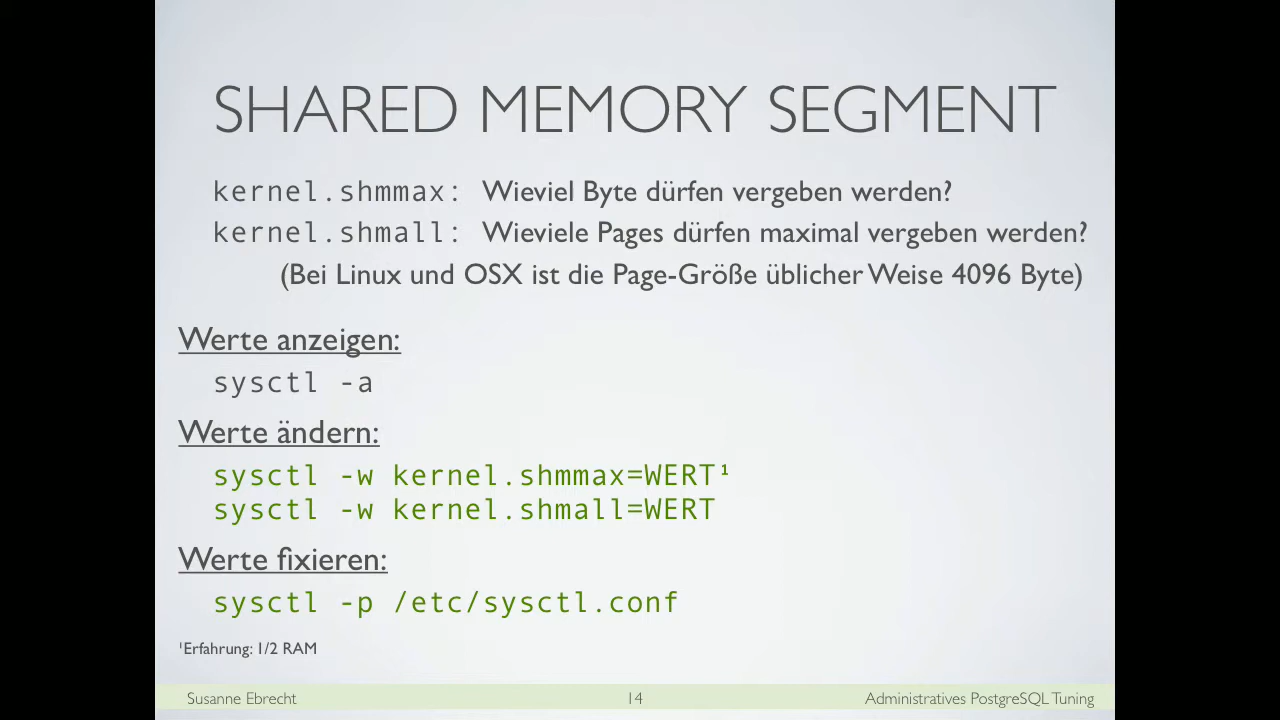 SHARED MEMORY SEGMENT
kernel.shmmax: Wieviel Byte dürfen vergeben werden?
kernel.shmall: Wieviele Pages dürfen maximal vergeben werden?
(Bei Linux und OSX ist die Page-Größe üblicher Weise 4096 Byte)
Werte anzeigen:
sysctl -a
Werte ändern:
sysctl -w kernel.shmmax=WERT¹
sysctl -w kernel.shmall=WERT
Werte fixieren:
sysctl -p /etc/sysctl.conf
¹Erfahrung: 1/2 RAM
Susanne Ebrecht 14 Administratives PostgreSQL Tuning